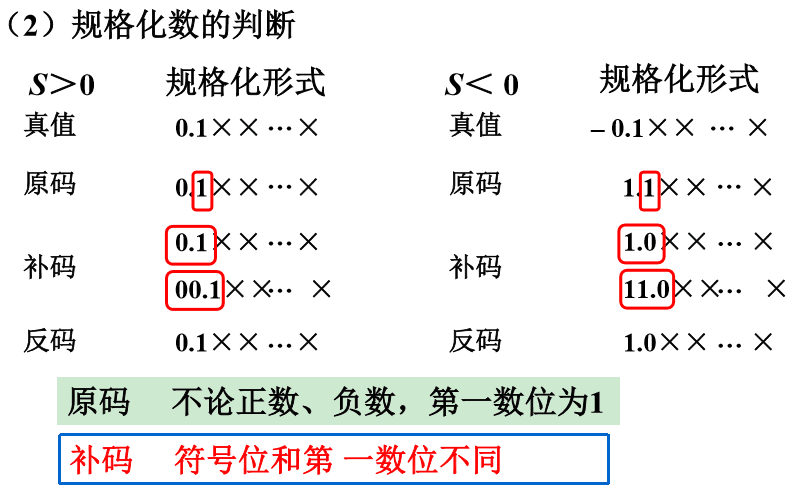 （2）规格化数的判断
S＞0 规格化形式 S＜ 0 规格化形式
真值 0.1×× … × 真值 – 0.1×× … ×
原码 0.1×× … × 原码 1.1×× … ×
补码 0.1×× … × 补码 1.0×× … ×
00.1×× … × 11.0×× … ×
反码 0.1×× … × 反码 1.0×× … ×
原码 不论正数、负数，第一数位为1
补码 符号位和第 一数位不同